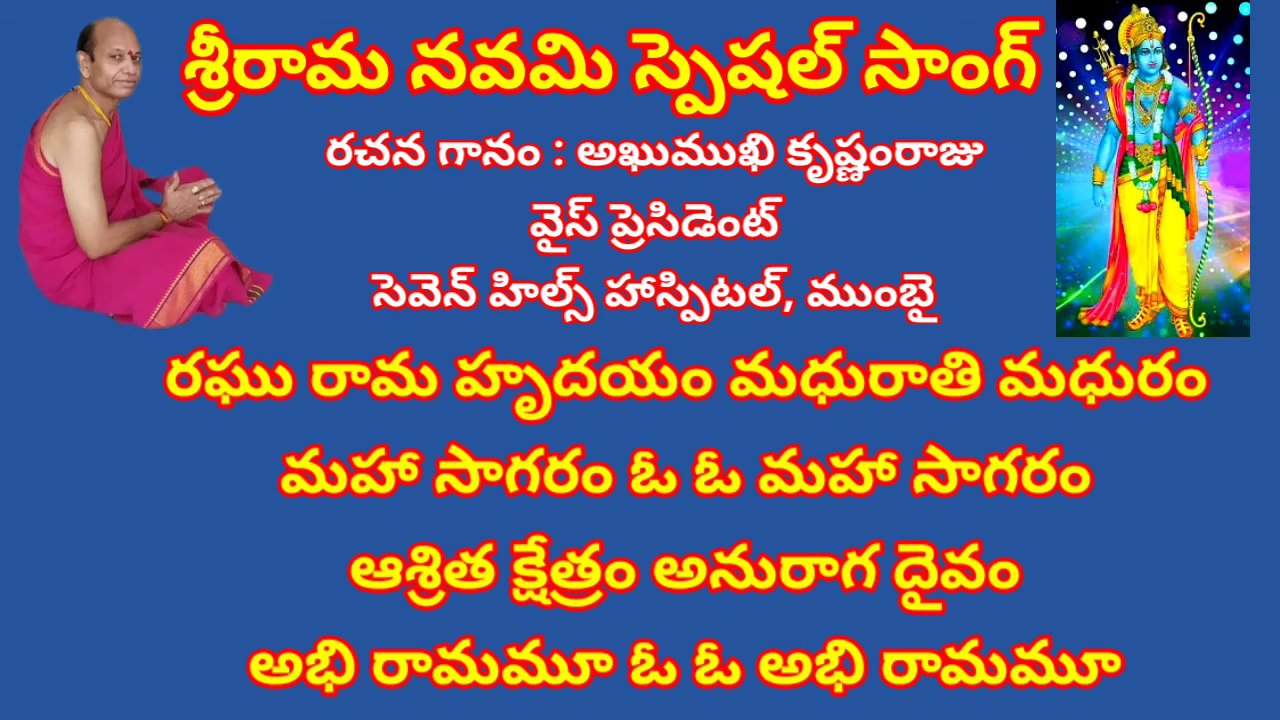 శ్రీరామ నవమి స్పెషల్ సాంగ్
రచన గానం : అఖుముఖి కృష్ణంరాజు
వైస్ ప్రెసిడెంట్
సెవెన్ హిల్స్ హాస్పిటల్, ముంబై
రఘు రామ హృదయం మధురాతి మధురం
మహా సాగరం ఓ ఓ మహా సాగరం
ఆశ్రిత క్షేత్రం అనురాగ దైవం
అభి రామమూ ఓ ఓ అభి రామమూ